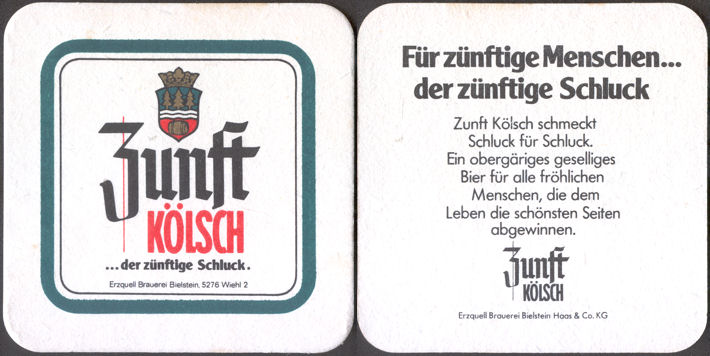 Zunft
KÖLSCH
...der zünftige Schluck.
Erzquell Brauerei Bielstein, 5276 Wiehl 2
Für zünftige Menschen...
der zünftige Schluck
Zunft Kölsch schmeckt
Schluck für Schluck.
Ein obergäriges geselliges
Bier für alle fröhlichen
Menschen, die dem
Leben die schönsten Seiten
abgewinnen.
Zunft
KÖLSCH
Erzquell Brauerei Bielstein Haas & Co. KG